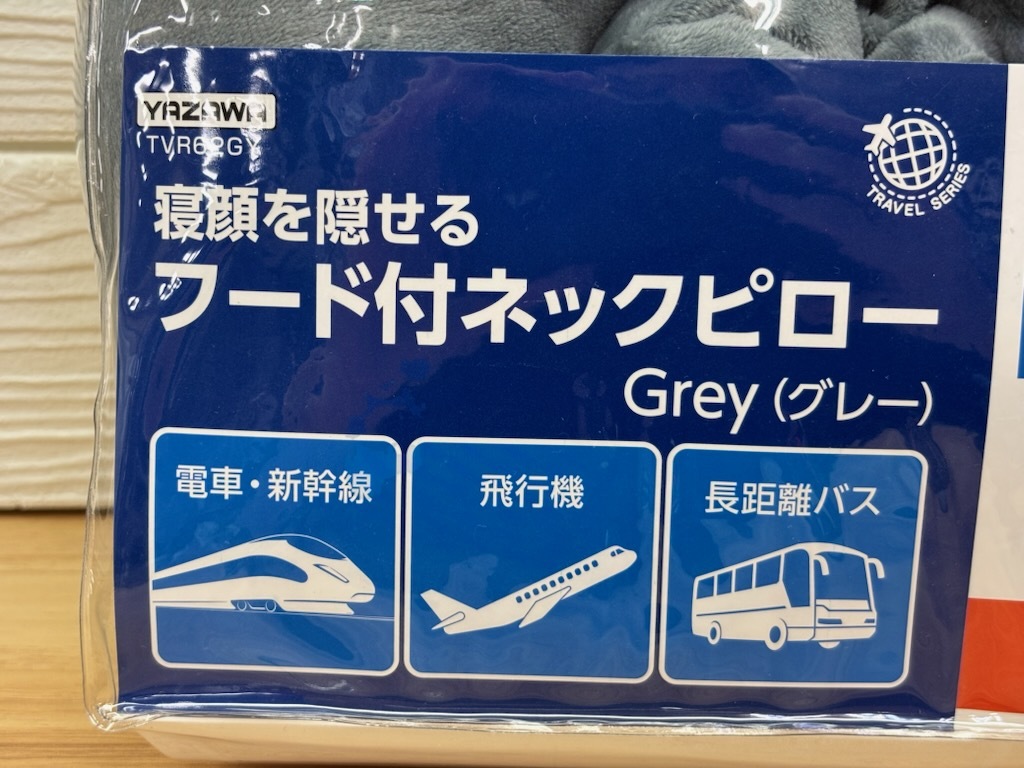 YAZAWA
TRAVEL SERIES
寝顔を隠せる
フード付ネックピロー
Grey（グレー）
電車・新幹線
飛行機
長距離バス